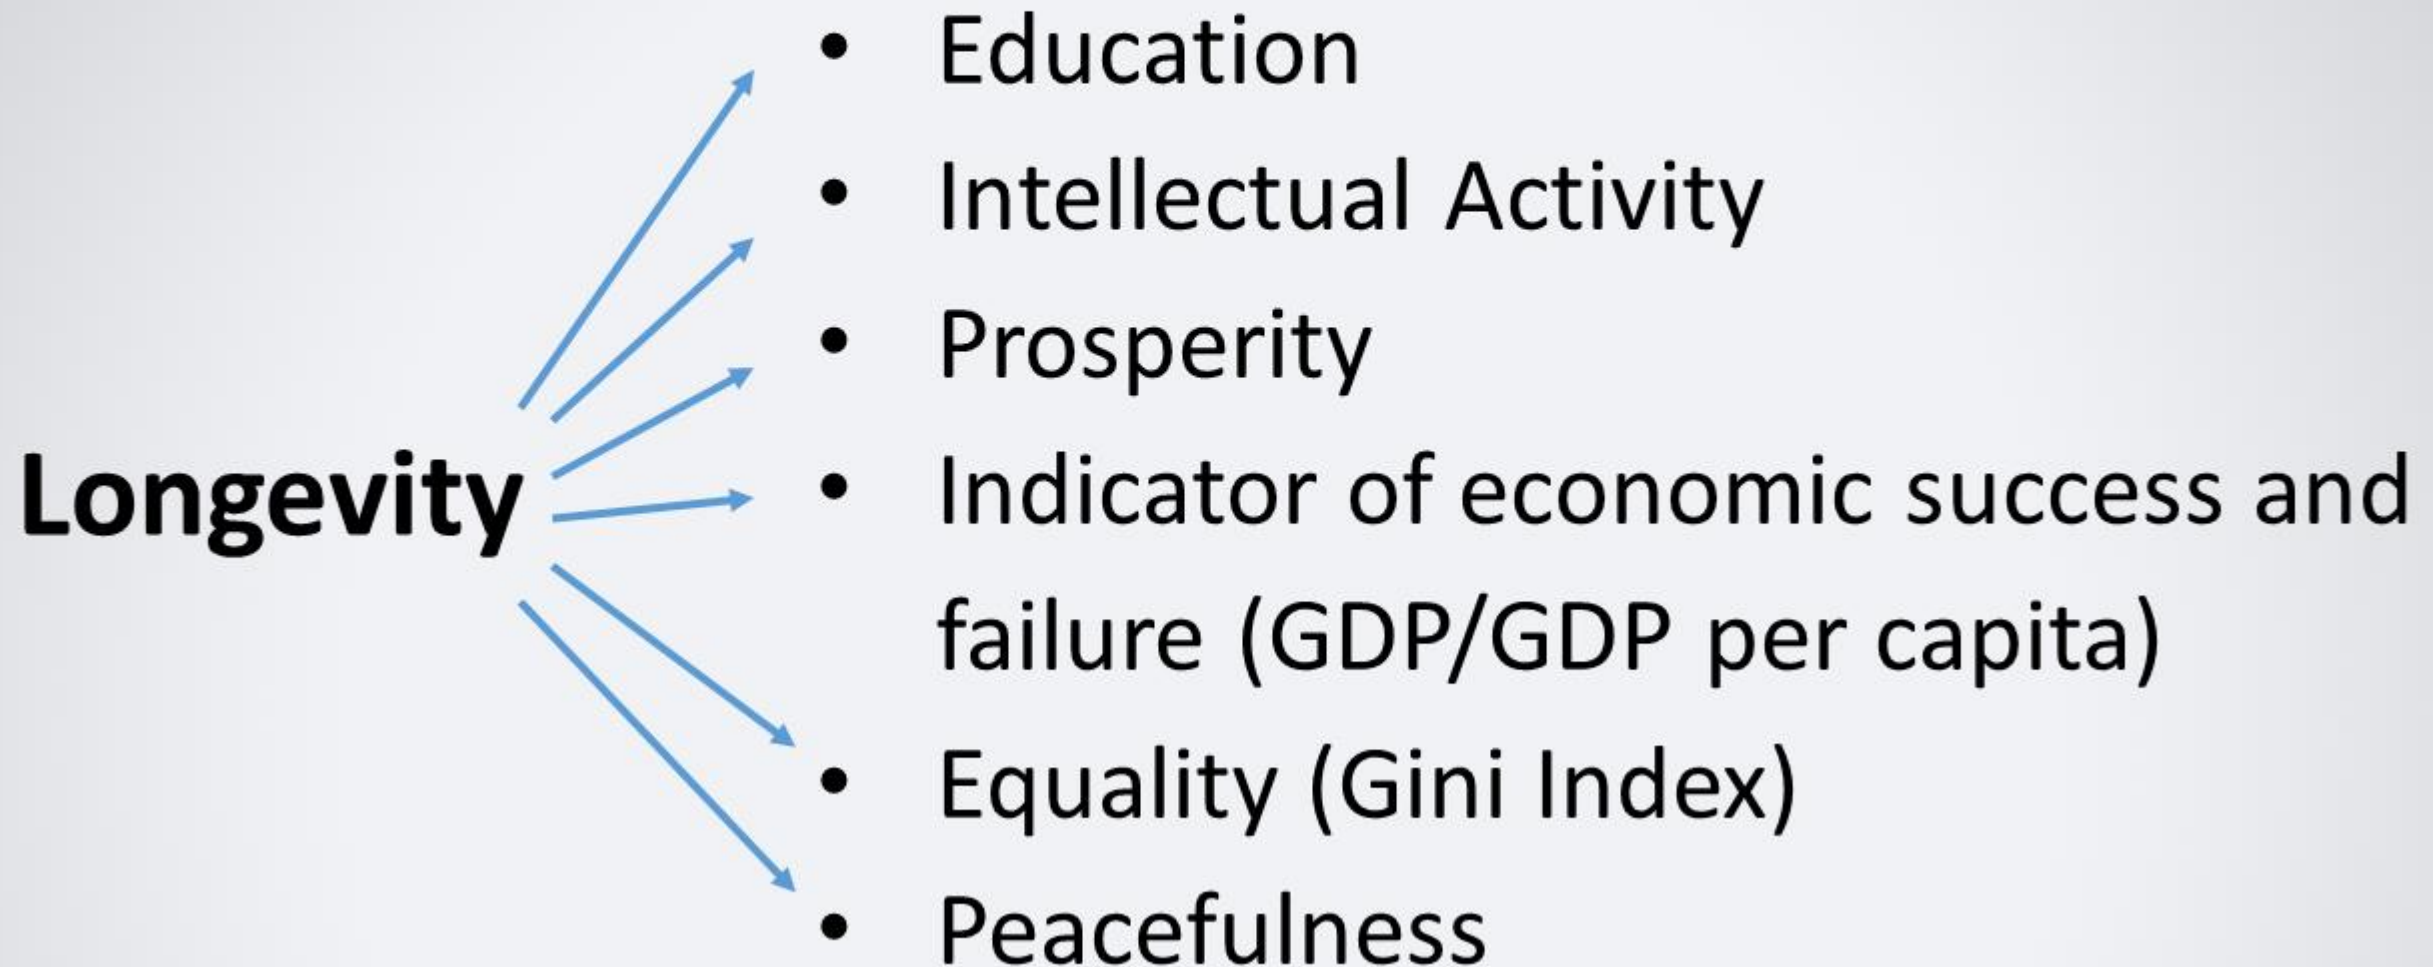 • Education
• Intellectual Activity
• Prosperity
Longevity
• Indicator of economic success and
failure (GDP/GDP per capita)
• Equality (Gini Index)
• Peacefulness